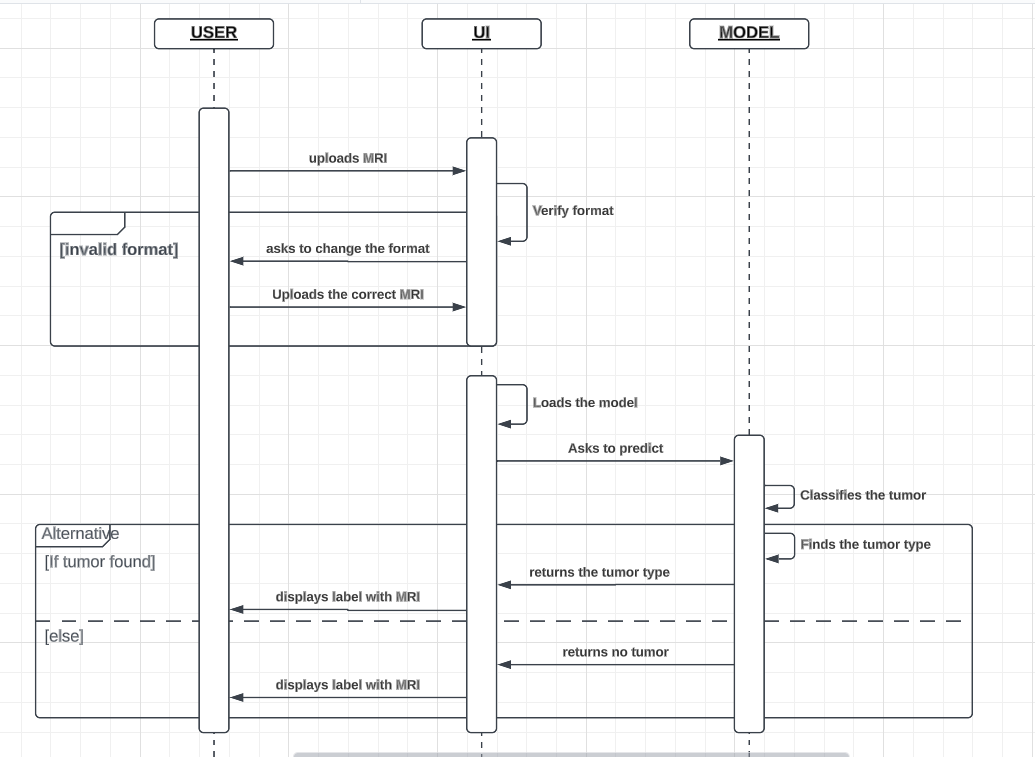 USER
UI
MODEL
uploads MRI
Verify format
[invalid format]
asks to change the format
Uploads the correct MRI
Loads the model
Asks to predict
Classifies the tumor
Alternative
Finds the tumor type
[If tumor found]
returns the tumor type
displays label with MRI
[else]
returns no tumor
displays label with MRI